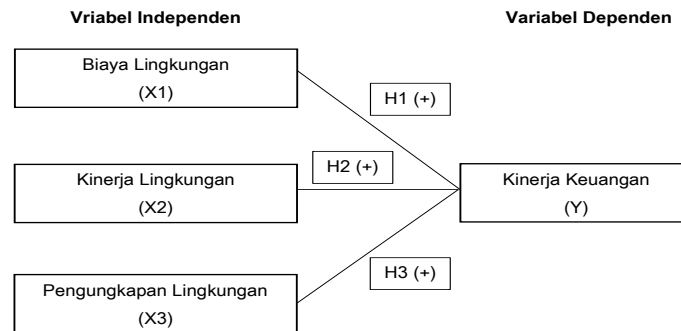 Vriabel Independen
Variabel Dependen
Biaya Lingkungan
(X1)
H1 (+)
H2 (+)
Kinerja Lingkungan
(X2)
Kinerja Keuangan
(Y)
H3 (+)
Pengungkapan Lingkungan
(X3)